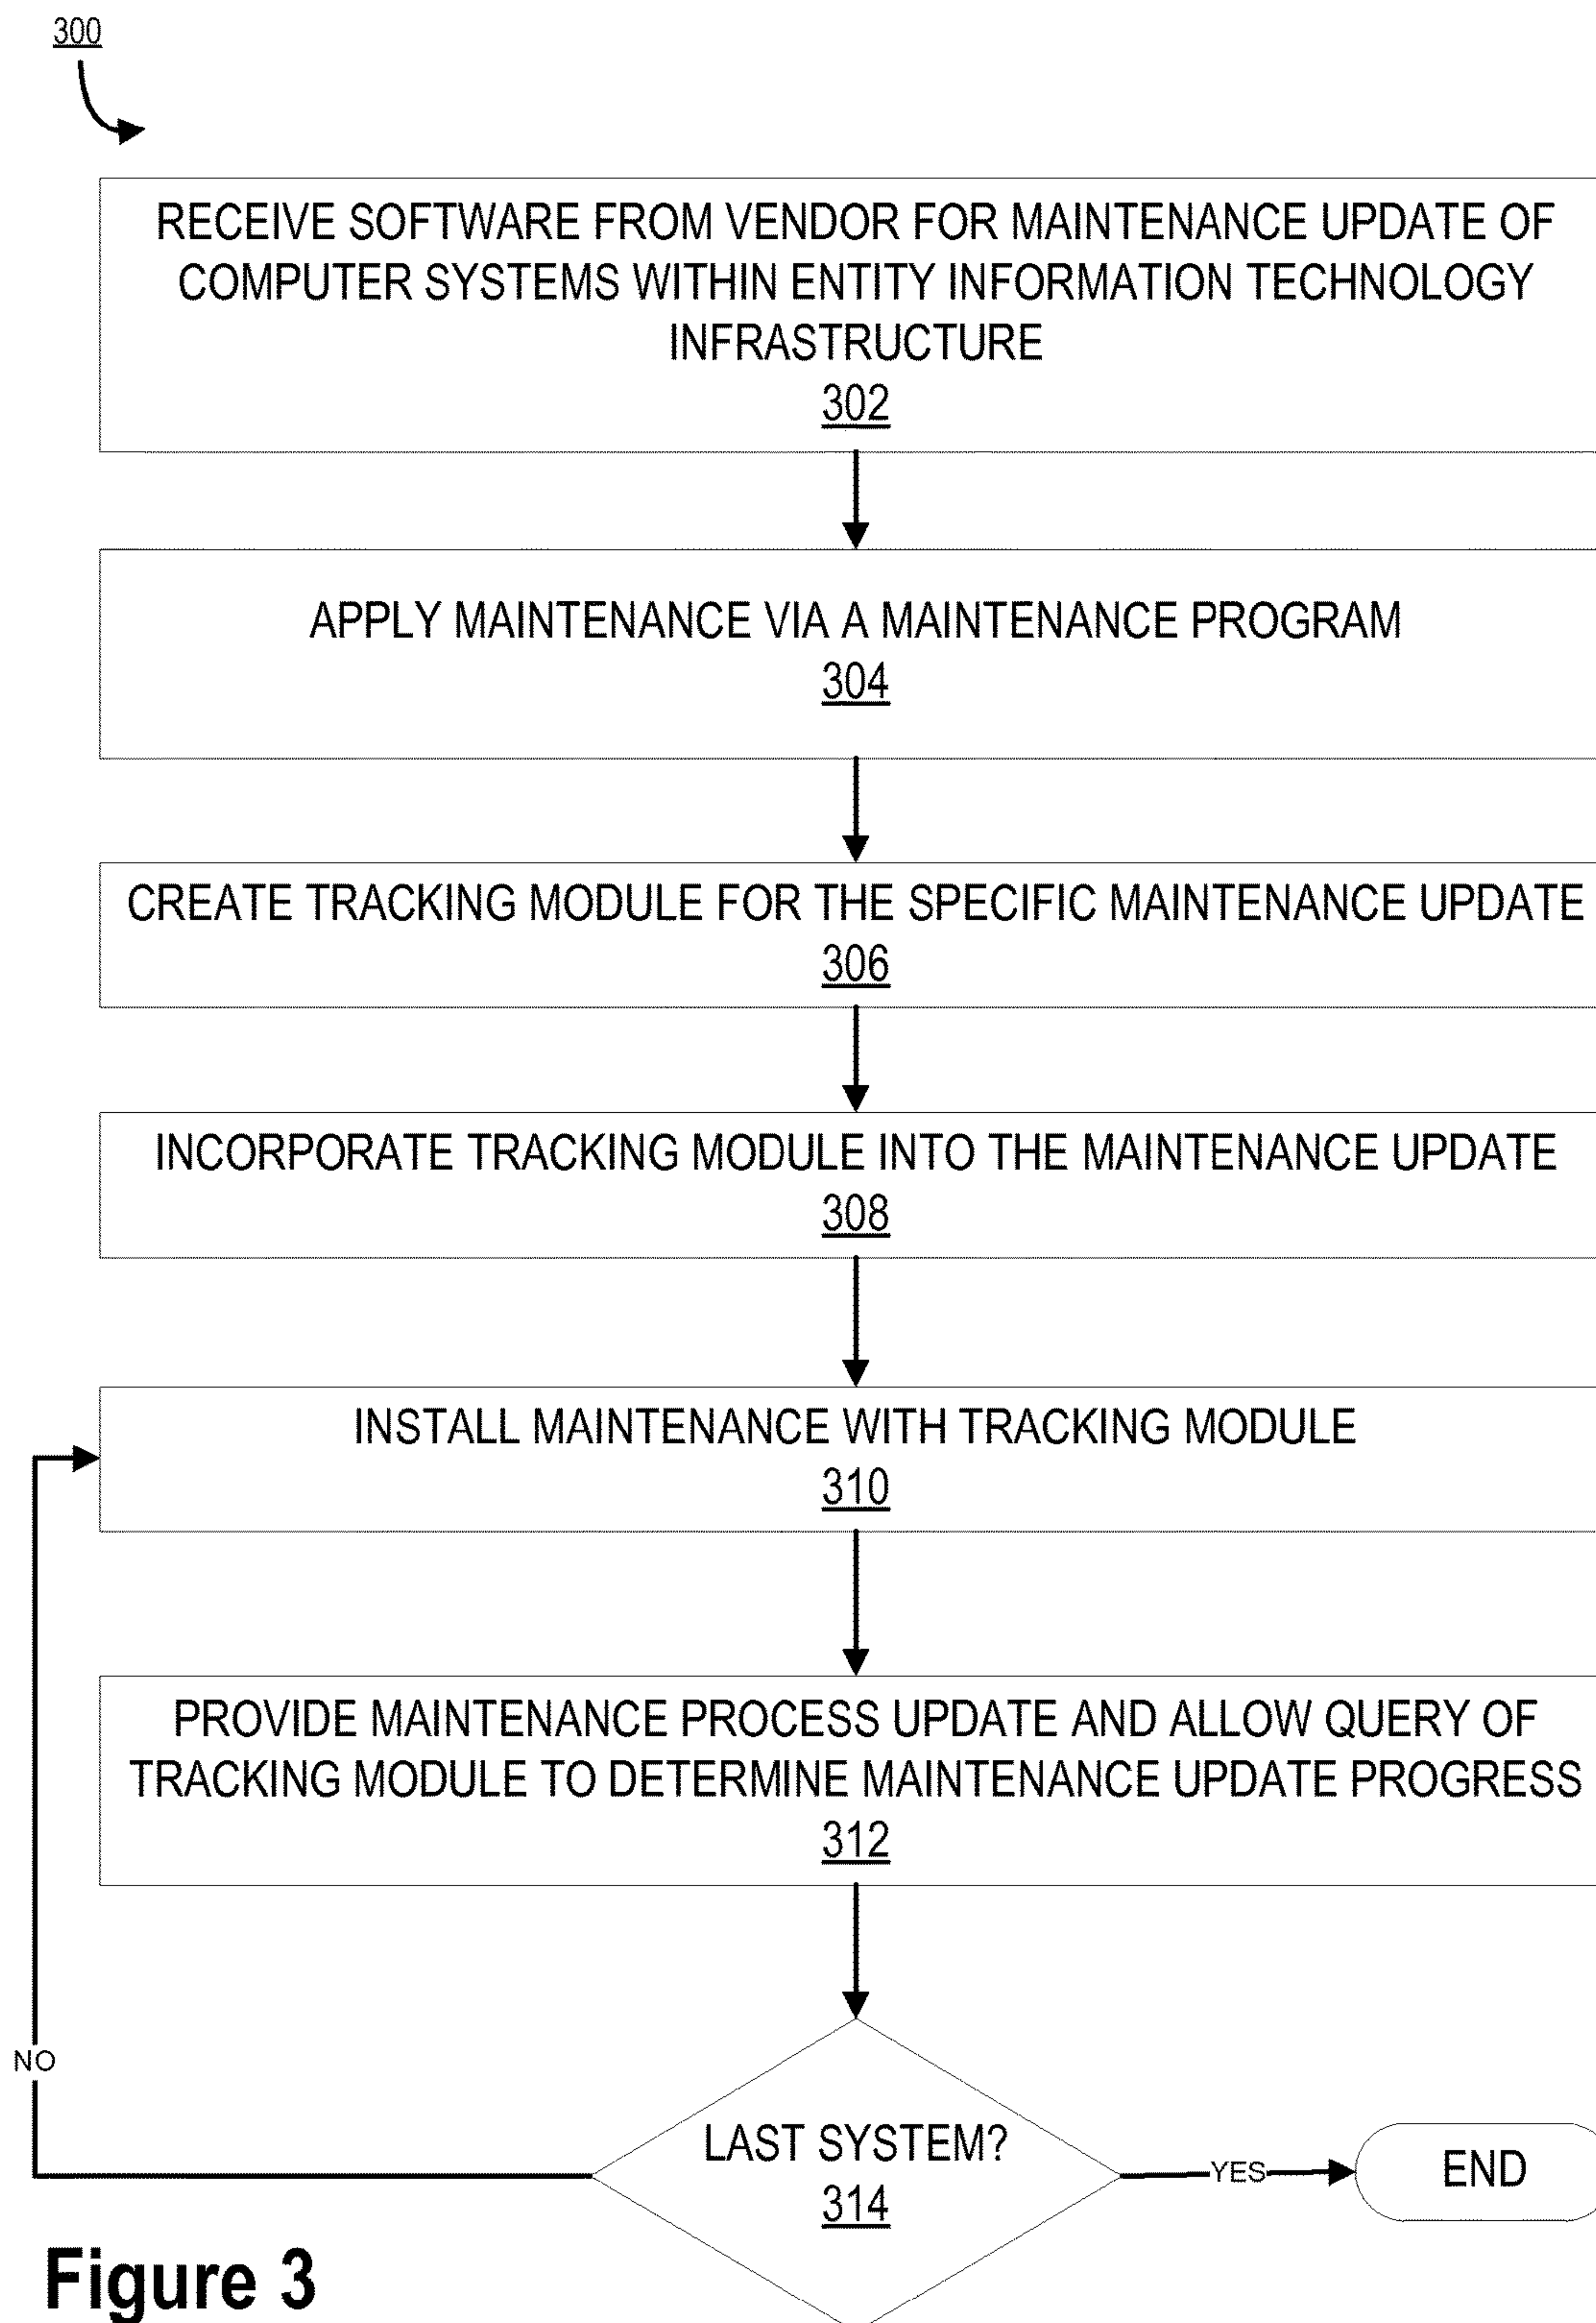 300
RECEIVE SOFTWARE FROM VENDOR FOR MAINTENANCE UPDATE OF
COMPUTER SYSTEMS WITHIN ENTITY INFORMATION TECHNOLOGY
INFRASTRUCTURE
302
APPLY MAINTENANCE VIA A MAINTENANCE PROGRAM
304
CREATE TRACKING MODULE FOR THE SPECIFIC MAINTENANCE UPDATE
306
INCORPORATE TRACKING MODULE INTO THE MAINTENANCE UPDATE
308
INSTALL MAINTENANCE WITH TRACKING MODULE
310
PROVIDE MAINTENANCE PROCESS UPDATE AND ALLOW QUERY OF
TRACKING MODULE TO DETERMINE MAINTENANCE UPDATE PROGRESS
312
NO
LAST SYSTEM?
314
YES
END
Figure 3